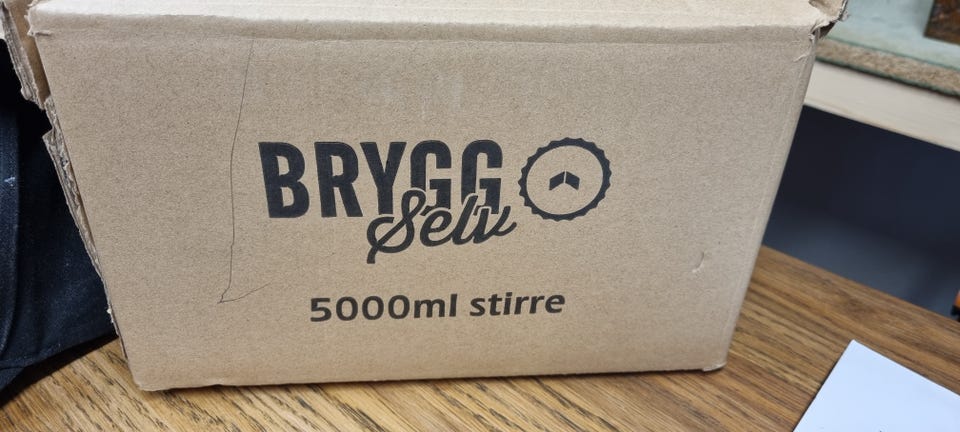 BRYGG
Selv
5000ml stirre